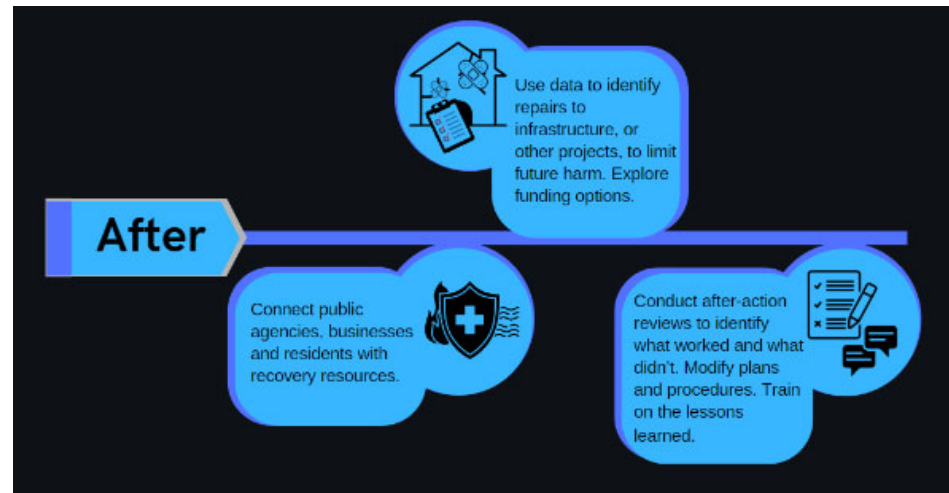 After
Connect public
agencies, businesses
and residents with
recovery resources.
Use data to identify
repairs to
infrastructure, or
other projects, to limit
future harm. Explore
funding options.
Conduct after-action
reviews to identify
what worked and what
didn't. Modify plans
and procedures. Train
on the lessons
learned.